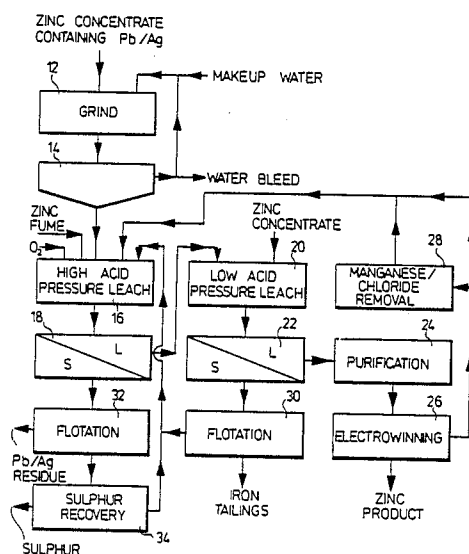 ZINC CONCENTRATE
CONTAINING Pb/Ag
12
MAKEUP WATER
GRIND
14
WATER BLEED
ZINC
FUME
O2
ZINC
CONCENTRATE
20
28
HIGH ACID
PRESSURE LEACH
16
LOW ACID
PRESSURE LEACH
MANGANESE/
CHLORIDE
REMOVAL
18
L
S
22
L
S
24
PURIFICATION
32
FLOTATION
30
FLOTATION
26
ELECTROWINNING
Pb/Ag
RESIDUE
SULPHUR
RECOVERY
34
IRON
TAILINGS
ZINC
PRODUCT
SULPHUR